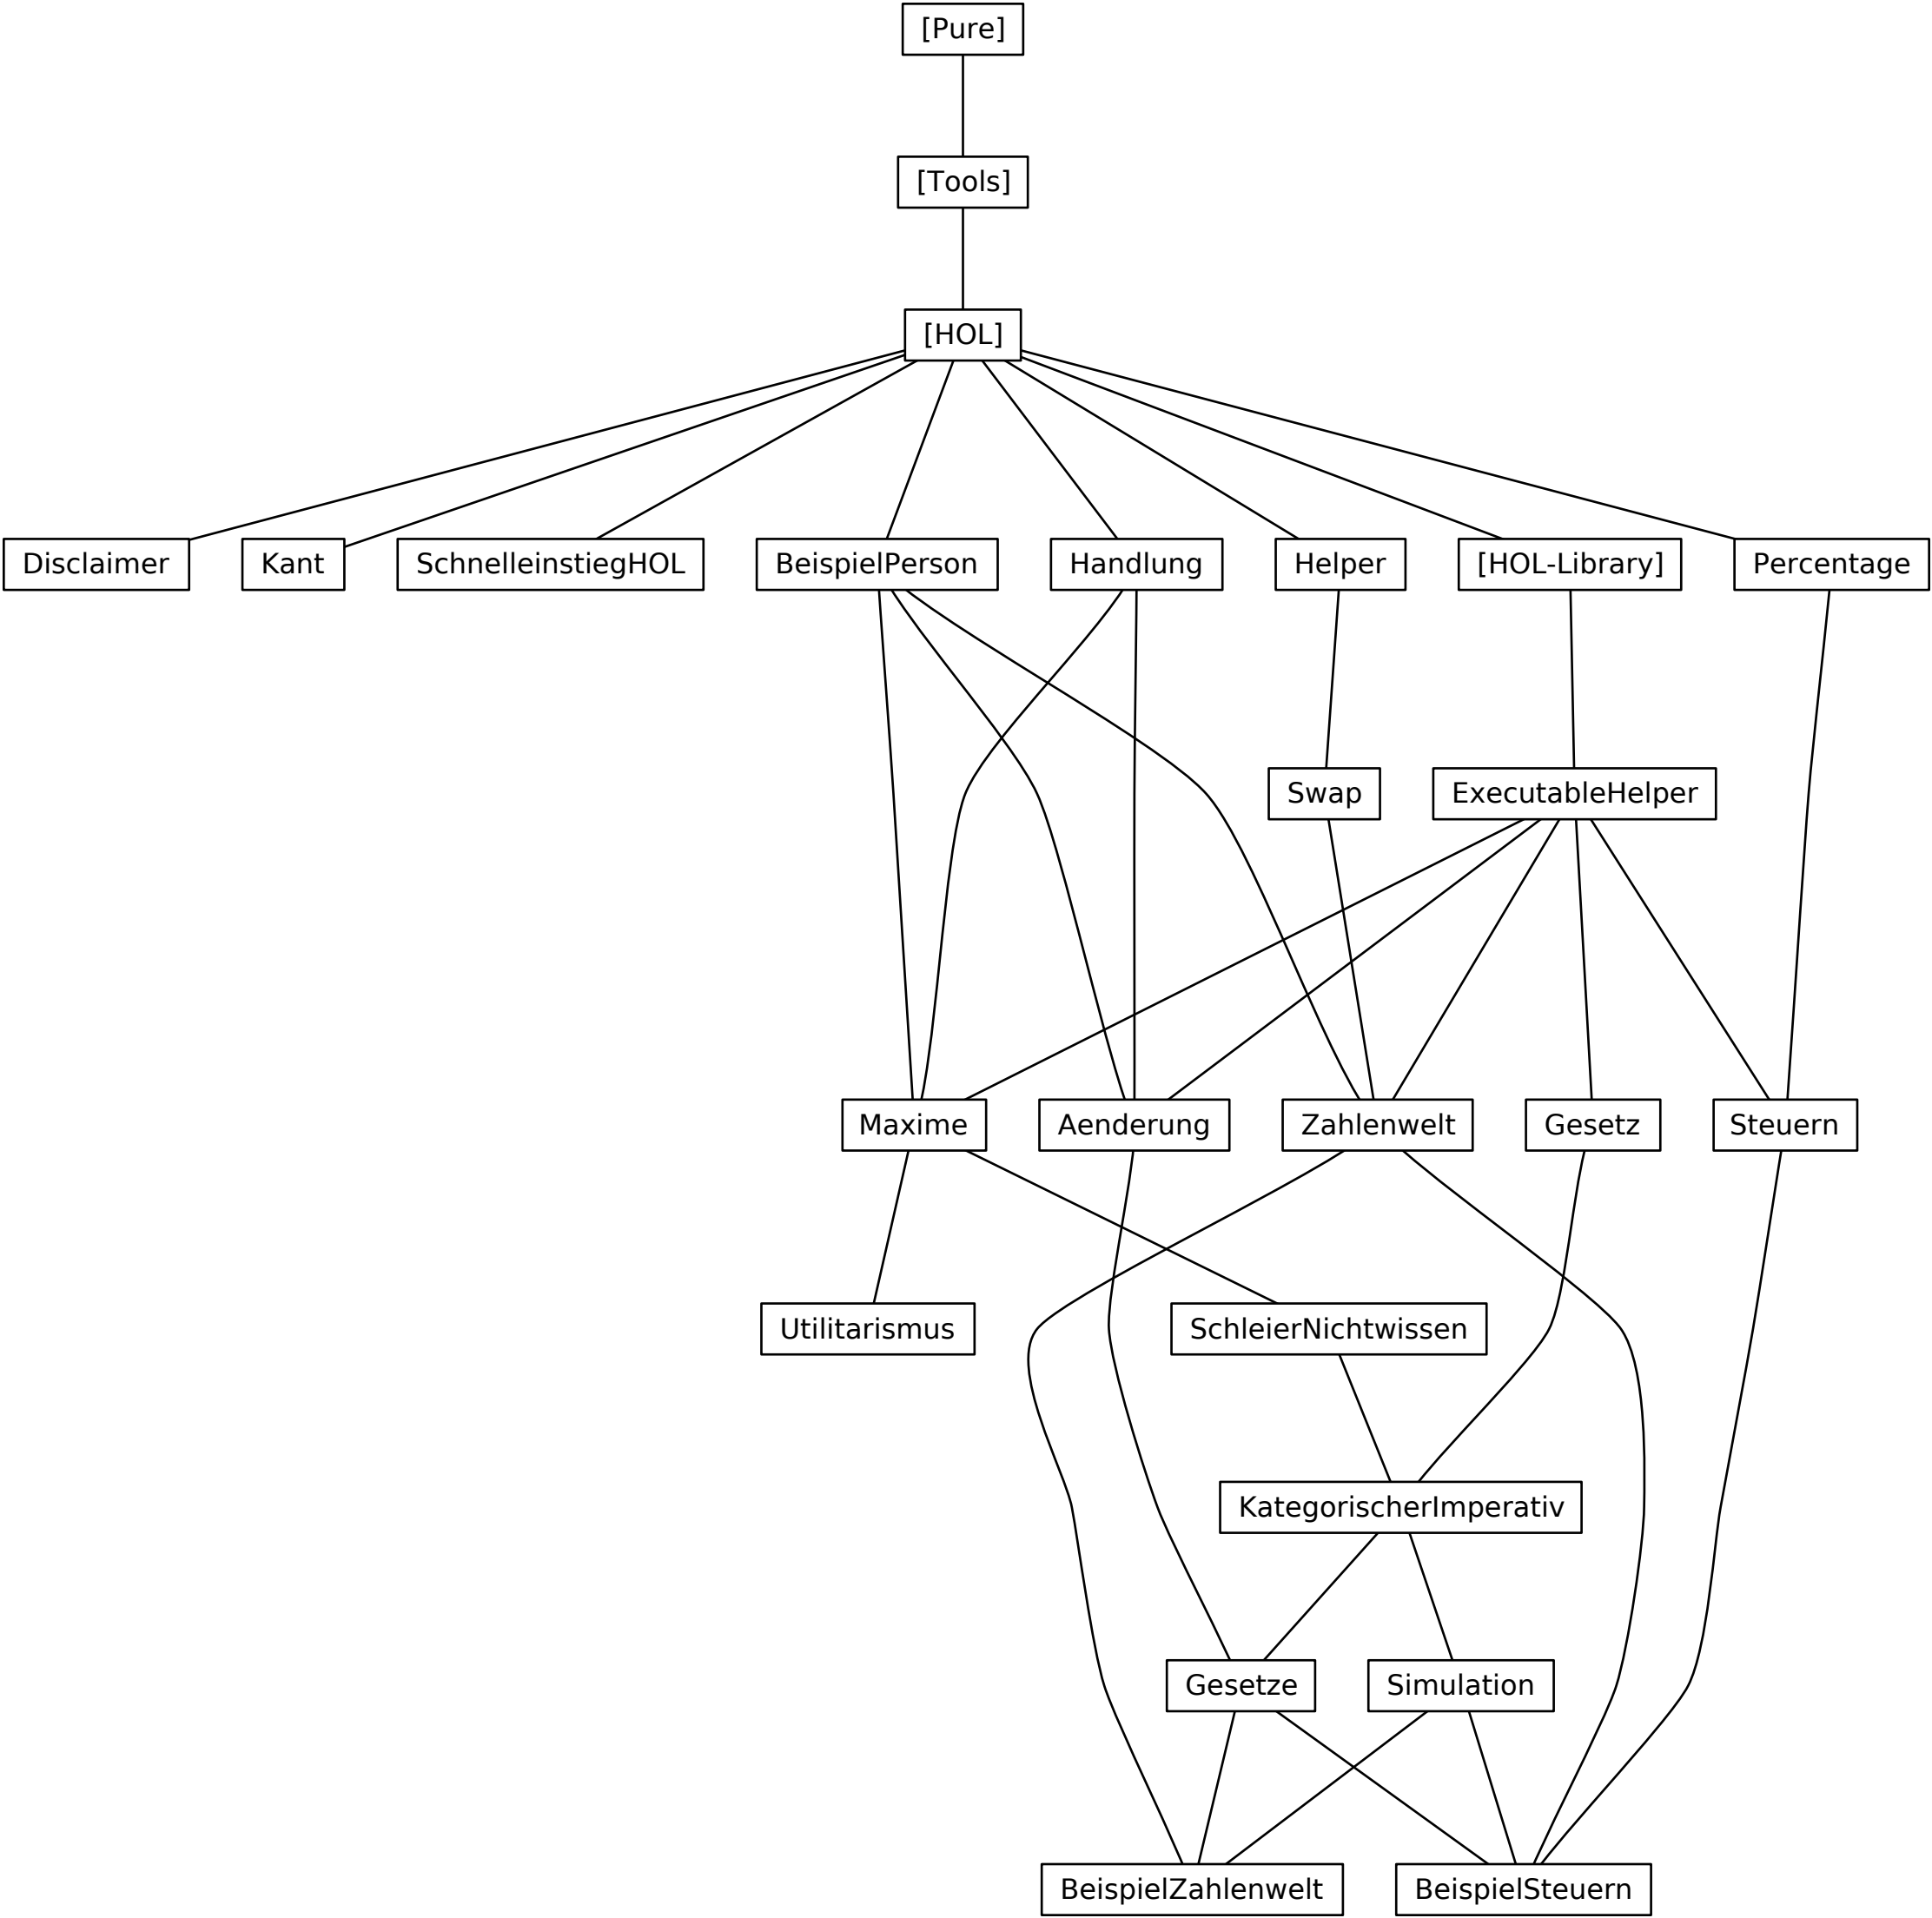 [Pure]
[Tools]
[HOL]
Disclaimer
Kant
SchnelleinstiegHOL
BeispielPerson
Handlung
Helper
[HOL-Library]
Percentage
Swap
ExecutableHelper
Maxime
Aenderung
Zahlenwelt
Gesetz
Steuern
Utilitarismus
SchleierNichtwissen
KategorischerImperativ
Gesetze
Simulation
BeispielZahlenwelt
BeispielSteuern